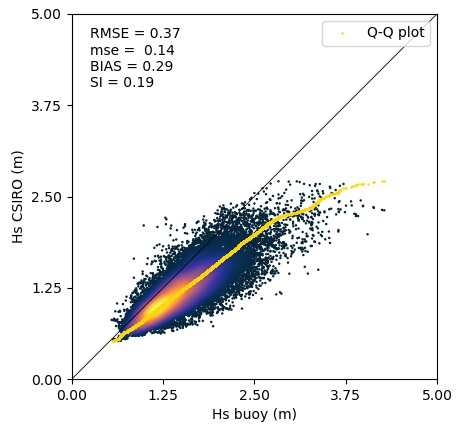 5.00
RMSE = 0.37
mse =  0.14
BIAS = 0.29
SI = 0.19
Q-Q plot
3.75
2.50
1.25
0.00
Hs CSIRO (m)
0.00 1.25 2.50 3.75 5.00
Hs buoy (m)